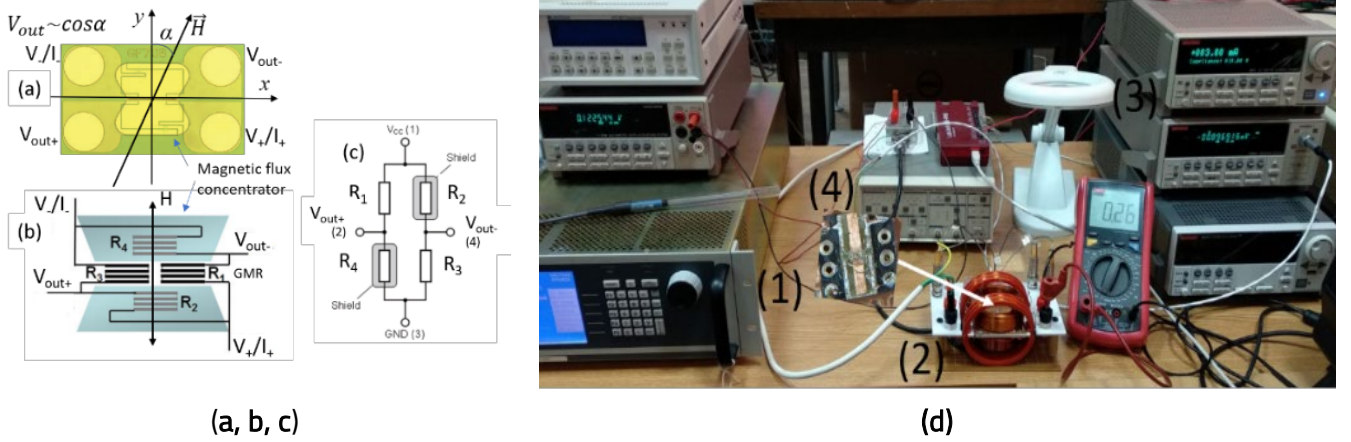 V_out~cosα
y
α
H⃗
V_-/I_-
V_out-
(a)
x
V_out+
V_+/I_+
Magnetic flux
concentrator
V_-/I_-
H
(b)
R_4
V_out-
R_3
R_1
GMR
V_out+
R_2
V_+/I_+
V_CC (1)
(c)
Shield
R_1
R_2
V_out+
(2)
V_out-
(4)
R_4
R_3
Shield
GND (3)
(1)
(2)
(3)
(4)
0.26
(a, b, c)
(d)